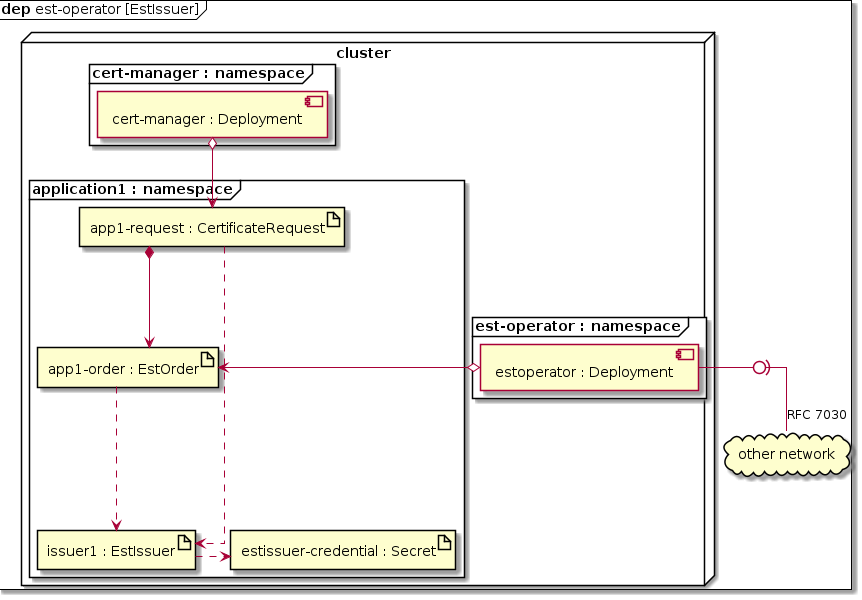 dep est-operator [EstIssuer]
cluster
cert-manager : namespace
cert-manager : Deployment
application1 : namespace
app1-request : CertificateRequest
est-operator : namespace
app1-order : EstOrder
estoperator : Deployment
RFC 7030
other network
issuer1 : EstIssuer
estissuer-credential : Secret